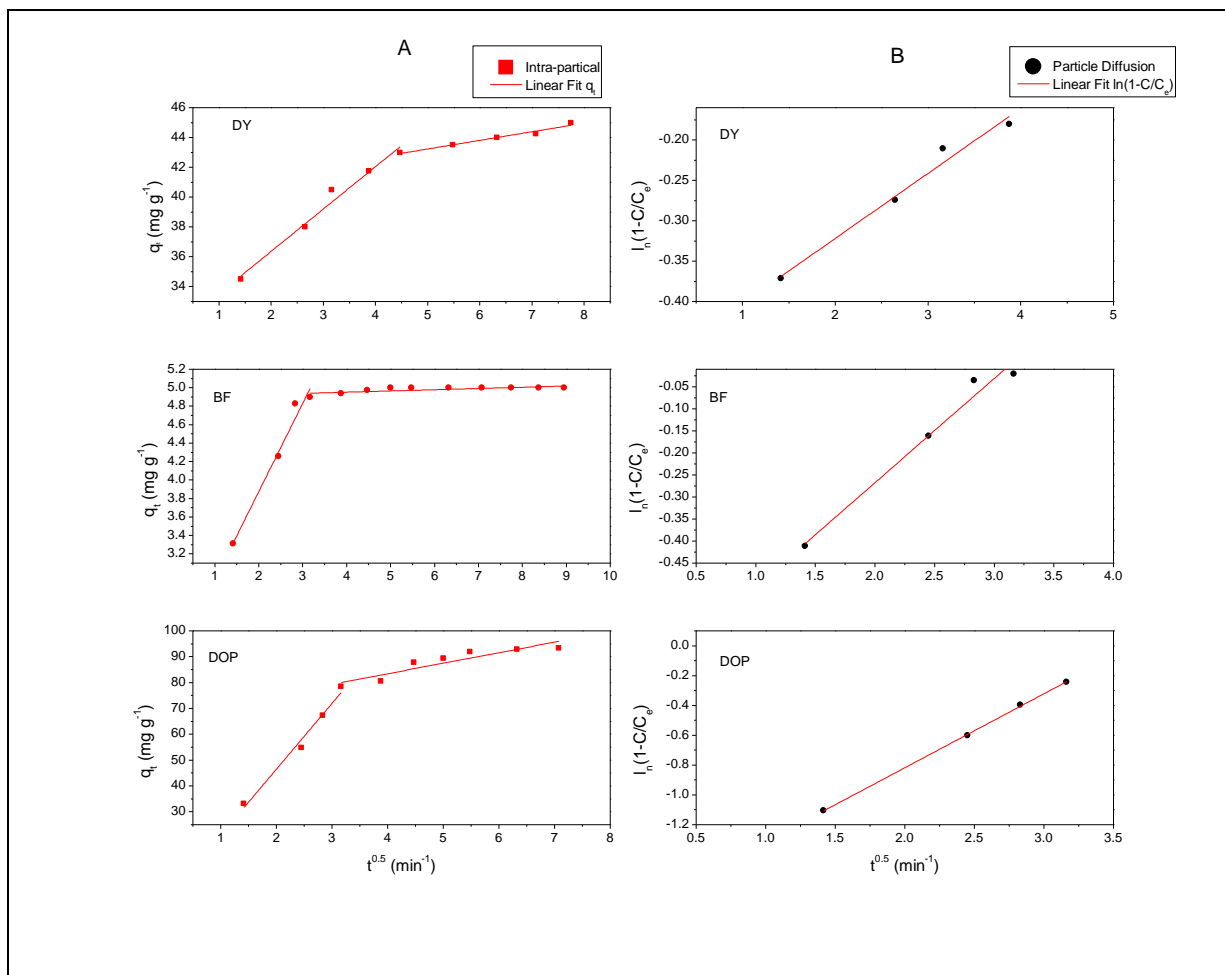 A
Intra-partical
Linear Fit qt
B
Particle Diffusion
Linear Fit ln(1-C/Ce)
DY
46
44
42
40
38
36
34
1 2 3 4 5 6 7 8
qt (mg g-1)
DY
-0.20
-0.25
-0.30
-0.35
-0.40
1 2 3 4 5
ln(1-C/Ce)
BF
5.2
5.0
4.8
4.6
4.4
4.2
4.0
3.8
3.6
3.4
3.2
1 2 3 4 5 6 7 8 9 10
qt (mg g-1)
BF
-0.05
-0.10
-0.15
-0.20
-0.25
-0.30
-0.35
-0.40
-0.45
0.5 1.0 1.5 2.0 2.5 3.0 3.5 4.0
ln(1-C/Ce)
DOP
100
90
80
70
60
50
40
30
1 2 3 4 5 6 7 8
qt (mg g-1)
t0.5 (min-1)
DOP
0.0
-0.2
-0.4
-0.6
-0.8
-1.0
-1.2
0.5 1.0 1.5 2.0 2.5 3.0 3.5
ln(1-C/Ce)
t0.5 (min-1)